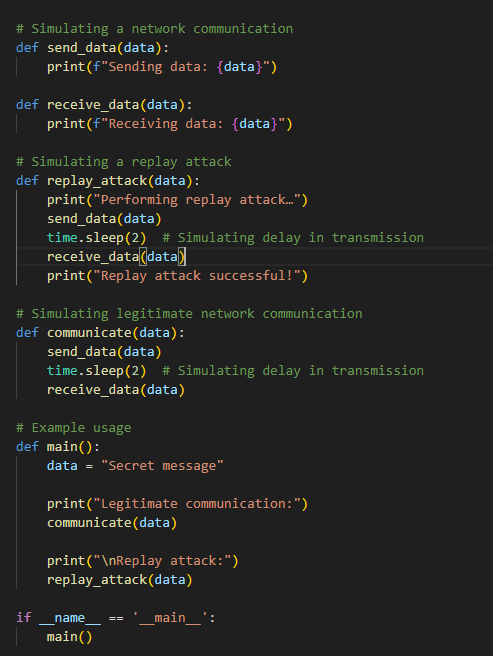 # Simulating a network communication
def send_data(data):
    print(f"Sending data: {data}")

def receive_data(data):
    print(f"Receiving data: {data}")

# Simulating a replay attack
def replay_attack(data):
    print("Performing replay attack…")
    send_data(data)
    time.sleep(2)  # Simulating delay in transmission
    receive_data(data)
    print("Replay attack successful!")

# Simulating legitimate network communication
def communicate(data):
    send_data(data)
    time.sleep(2)  # Simulating delay in transmission
    receive_data(data)

# Example usage
def main():
    data = "Secret message"

    print("Legitimate communication:")
    communicate(data)

    print("\nReplay attack:")
    replay_attack(data)

if __name__ == '__main__':
    main()